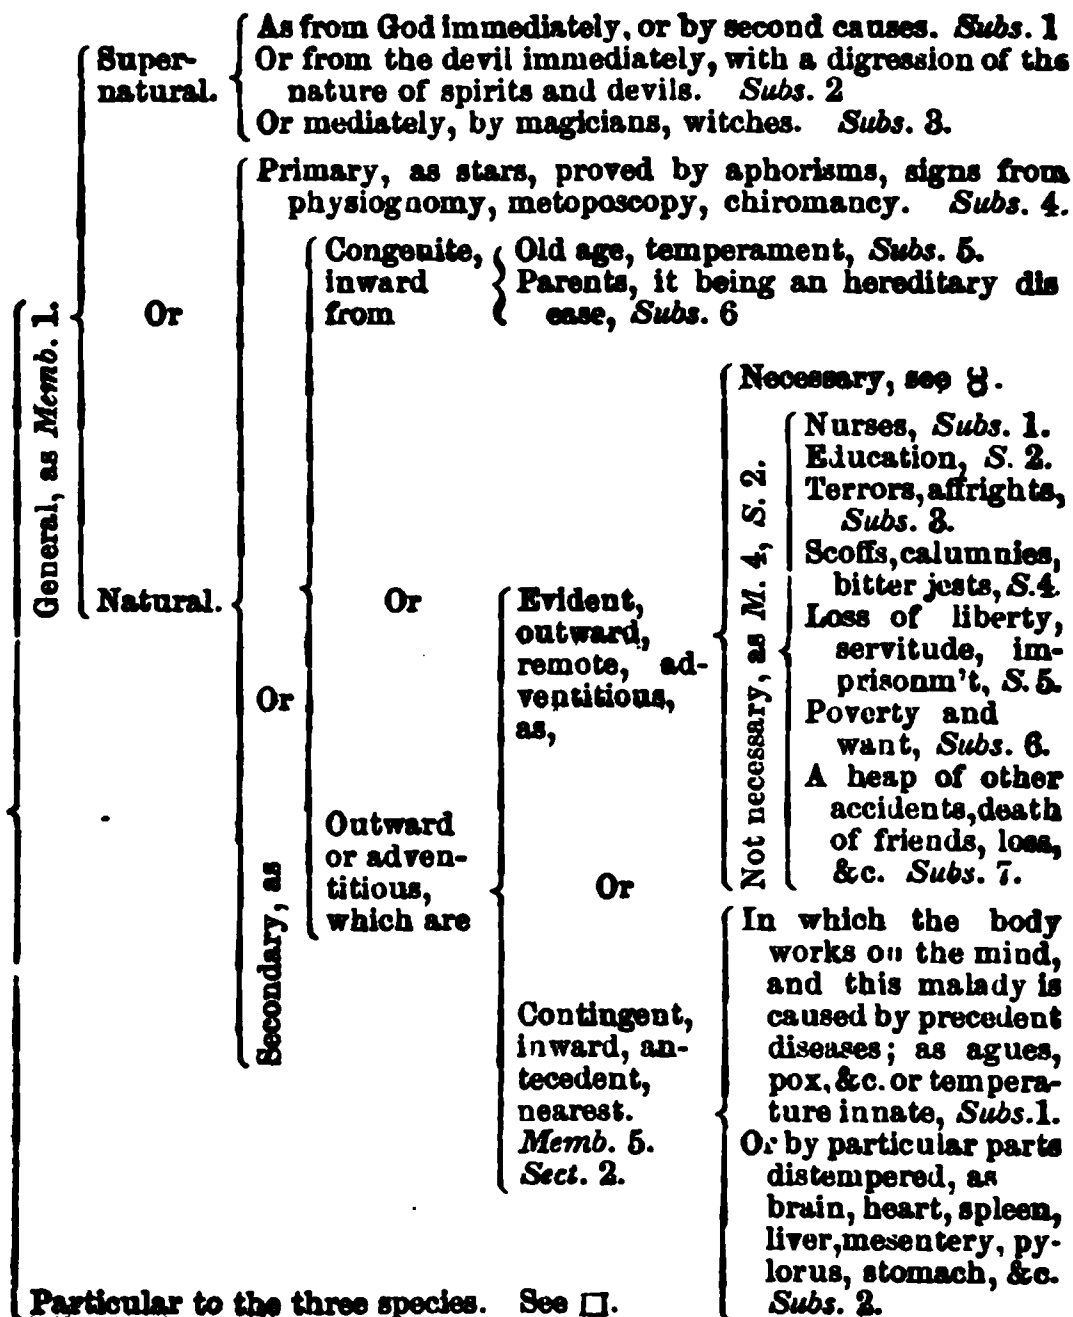 General, as Memb. 1.
Super-
natural.
As from God immediately, or by second causes. Subs. 1
Or from the devil immediately, with a digression of the
nature of spirits and devils. Subs. 2
Or mediately, by magicians, witches. Subs. 3.
Or
Natural.
Primary, as stars, proved by aphorisms, signs from
physiognomy, metoposcopy, chiromancy. Subs. 4.
Or
Secondary, as
Congenite,
inward
from
Old age, temperament, Subs. 5.
Parents, it being an hereditary dis
ease, Subs. 6
Or
Outward
or adven-
titious,
which are
Evident,
outward,
remote, ad-
ventitious,
as,
Necessary, see ☋.
Not necessary, as M. 4, S. 2.
Nurses, Subs. 1.
Education, S. 2.
Terrors, affrights,
Subs. 3.
Scoffs, calumnies,
bitter jests, S. 4.
Loss of liberty,
servitude, im-
prisonm't, S. 5.
Poverty and
want, Subs. 6.
A heap of other
accidents, death
of friends, loss,
&c. Subs. 7.
Or
Contingent,
inward, an-
tecedent,
nearest.
Memb. 5.
Sect. 2.
In which the body
works on the mind,
and this malady is
caused by precedent
diseases; as agues,
pox, &c. or tempera-
ture innate, Subs. 1.
Or by particular parts
distempered, as
brain, heart, spleen,
liver, mesentery, py-
lorus, stomach, &c.
Subs. 2.
Particular to the three species. See □.